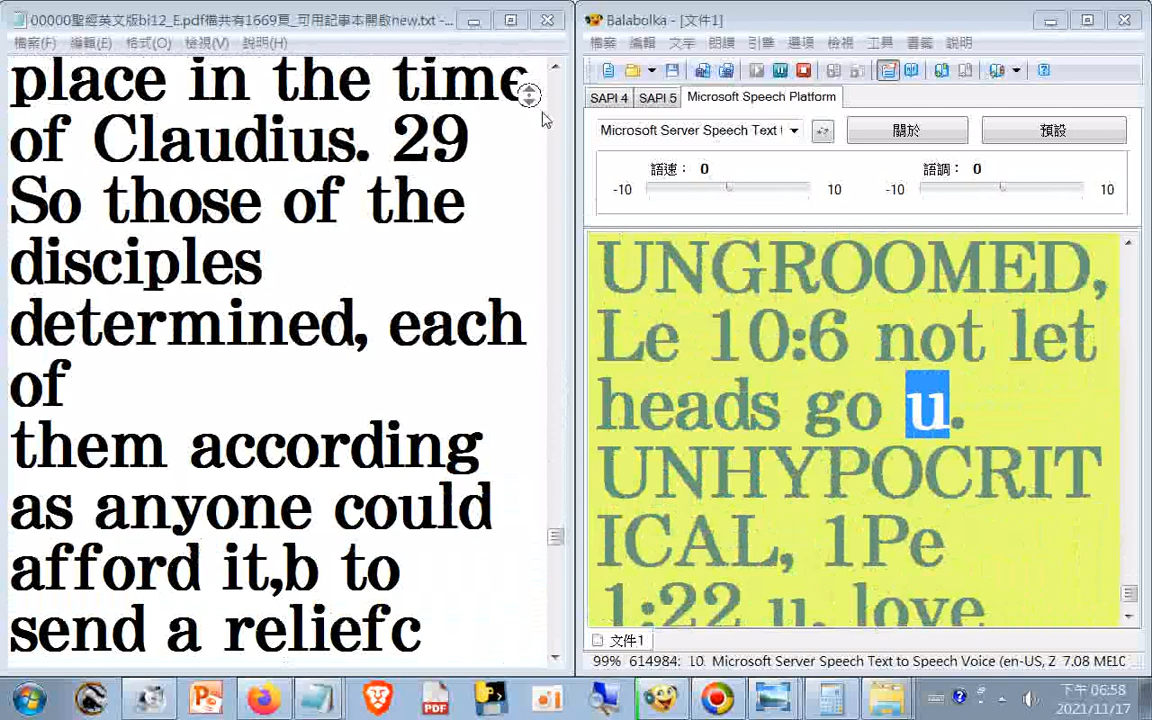 00000聖經英文版bi12_E.pdf檔共有1669頁_可用記事本開啟new.txt -...
檔案(F) 編輯(E) 格式(O) 檢視(V) 說明(H)
place in the time
of Claudius. 29
So those of the
disciples
determined, each
of
them according
as anyone could
afford it,b to
send a reliefc
Balabolka - [文件1]
檔案 編輯 文字 朗讀 引擎 選項 檢視 工具 書籤 說明
SAPI 4 SAPI 5 Microsoft Speech Platform
Microsoft Server Speech Text 關於 預設
語速： 0 語調： 0
-10 10 -10 10
UNGROOMED,
Le 10:6 not let
heads go u.
UNHYPOCRIT
ICAL, 1Pe
1:22 u. love
文件1
99% 614984: 10. Microsoft Server Speech Text to Speech Voice (en-US, Z 7.08 ME1(
PDF
下午 06:58
2021/11/17